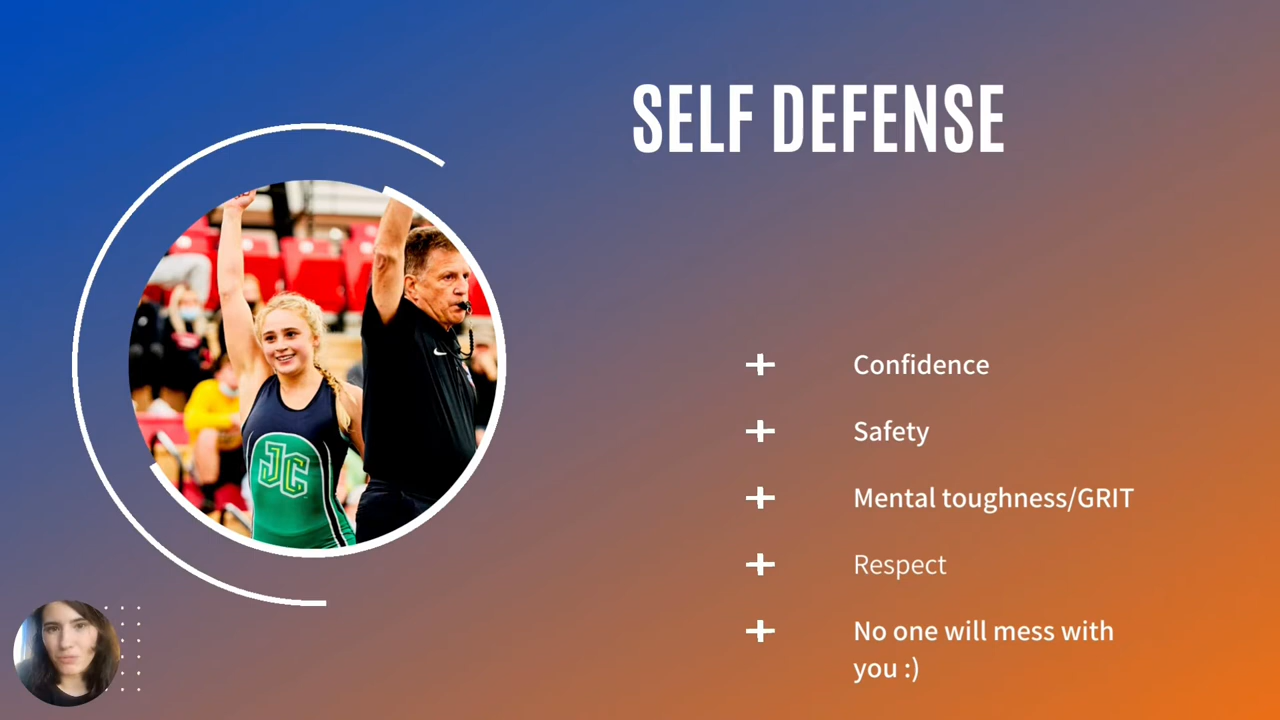 SELF DEFENSE
Confidence
Safety
Mental toughness/GRIT
Respect
No one will mess with
you :)
JC